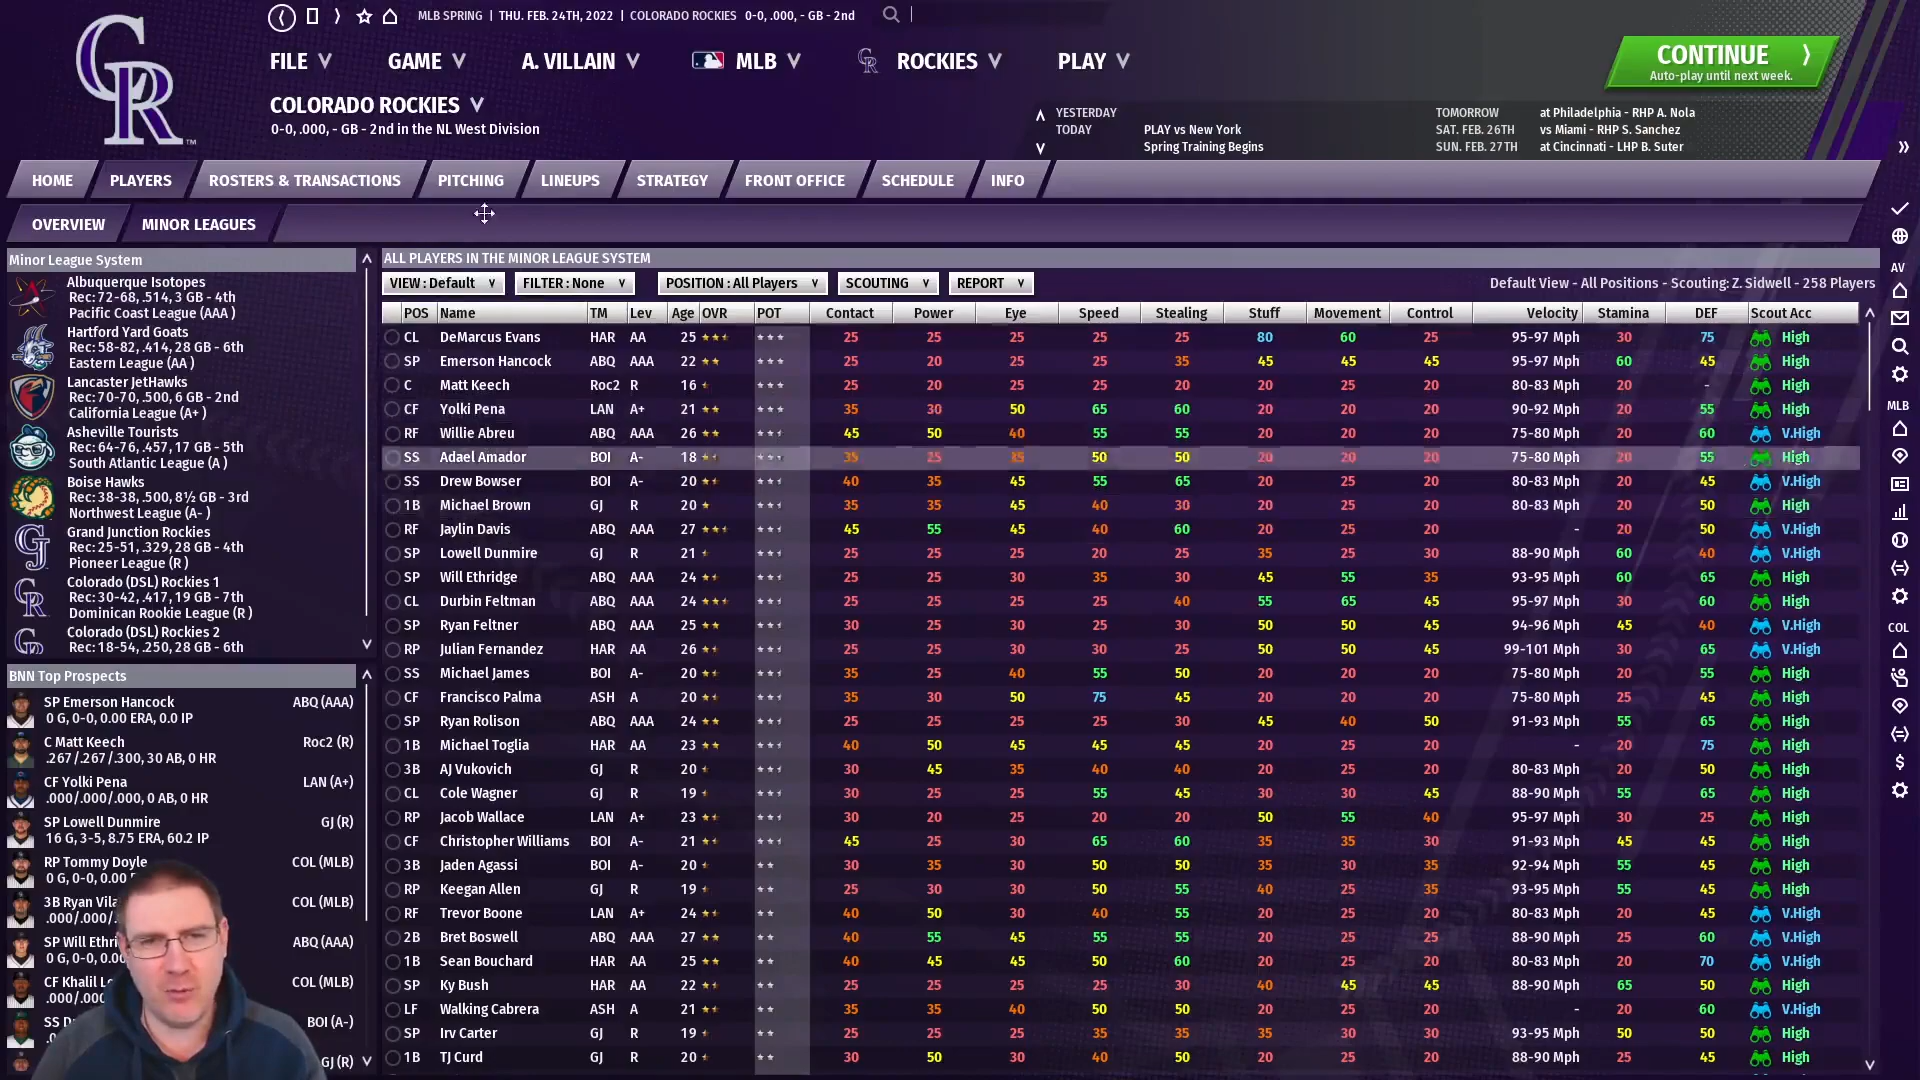 MLB SPRING | THU. FEB. 24TH, 2022 | COLORADO ROCKIES 0-0, .000, - GB - 2nd
FILE GAME A. VILLAIN MLB ROCKIES PLAY
CONTINUE
Auto-play until next week.
COLORADO ROCKIES
0-0, .000, - GB - 2nd in the NL West Division
YESTERDAY
TODAY PLAY vs New York
Spring Training Begins
TOMORROW at Philadelphia - RHP A. Nola
SAT. FEB. 26TH vs Miami - RHP S. Sanchez
SUN. FEB. 27TH at Cincinnati - LHP B. Suter
HOME PLAYERS ROSTERS & TRANSACTIONS PITCHING LINEUPS STRATEGY FRONT OFFICE SCHEDULE INFO
OVERVIEW MINOR LEAGUES
Minor League System
Albuquerque Isotopes
Rec: 72-68, .514, 3 GB - 4th
Pacific Coast League (AAA )
Hartford Yard Goats
Rec: 58-82, .414, 28 GB - 6th
Eastern League (AA )
Lancaster JetHawks
Rec: 70-70, .500, 6 GB - 2nd
California League (A+ )
Asheville Tourists
Rec: 64-76, .457, 17 GB - 5th
South Atlantic League (A )
Boise Hawks
Rec: 38-38, .500, 8½ GB - 3rd
Northwest League (A- )
Grand Junction Rockies
Rec: 25-51, .329, 28 GB - 4th
Pioneer League (R )
Colorado (DSL) Rockies 1
Rec: 30-42, .417, 19 GB - 7th
Dominican Rookie League (R )
Colorado (DSL) Rockies 2
Rec: 18-54, .250, 28 GB - 6th
BNN Top Prospects
SP Emerson Hancock ABQ (AAA)
0 G, 0-0, 0.00 ERA, 0.0 IP
C Matt Keech Roc2 (R)
.267/.267/.300, 30 AB, 0 HR
CF Yolki Pena LAN (A+)
.000/.000/.000, 0 AB, 0 HR
SP Lowell Dunmire GJ (R)
16 G, 3-5, 8.75 ERA, 60.2 IP
RP Tommy Doyle COL (MLB)
0 G, 0-0, 0.00
3B Ryan COL (MLB)
.000/.000/.
SP Will ABQ (AAA)
0 G, 0-0, 0.00
CF Khalil COL (MLB)
.000/.000/.
SS BOI (A-)
GJ (R)
ALL PLAYERS IN THE MINOR LEAGUE SYSTEM
VIEW : Default FILTER : None POSITION : All Players SCOUTING REPORT Default View - All Positions - Scouting: Z. Sidwell - 258 Players
POS Name TM Lev Age OVR POT Contact Power Eye Speed Stealing Stuff Movement Control Velocity Stamina DEF Scout Acc
CL DeMarcus Evans HAR AA 25 25 25 25 25 25 80 60 25 95-97 Mph 30 75 High
SP Emerson Hancock ABQ AAA 22 25 20 25 25 35 45 45 45 95-97 Mph 60 45 High
C Matt Keech Roc2 R 16 25 25 25 25 20 20 25 20 80-83 Mph 20 - High
CF Yolki Pena LAN A+ 21 35 30 50 65 60 20 20 20 90-92 Mph 20 55 High
RF Willie Abreu ABQ AAA 26 45 50 40 55 55 20 20 20 75-80 Mph 20 60 V.High
SS Adael Amador BOI A- 18 35 25 35 50 50 20 20 20 75-80 Mph 20 55 High
SS Drew Bowser BOI A- 20 40 35 45 55 65 20 25 20 80-83 Mph 20 45 V.High
1B Michael Brown GJ R 20 35 35 45 40 30 20 25 20 80-83 Mph 20 50 High
RF Jaylin Davis ABQ AAA 27 45 55 45 40 60 20 25 20 - 20 50 V.High
SP Lowell Dunmire GJ R 21 25 25 25 20 25 35 25 30 88-90 Mph 60 40 V.High
SP Will Ethridge ABQ AAA 24 25 25 30 35 30 45 55 35 93-95 Mph 60 65 High
CL Durbin Feltman ABQ AAA 24 25 25 25 25 40 55 65 45 95-97 Mph 30 60 High
SP Ryan Feltner ABQ AAA 25 30 25 30 25 30 50 50 45 94-96 Mph 45 40 V.High
RP Julian Fernandez HAR AA 26 25 25 30 30 25 50 50 45 99-101 Mph 30 65 V.High
SS Michael James BOI A- 20 35 25 40 55 50 20 25 20 75-80 Mph 20 55 High
CF Francisco Palma ASH A 20 35 30 50 75 45 20 20 20 75-80 Mph 25 45 High
SP Ryan Rolison ABQ AAA 24 25 25 25 25 30 45 40 50 91-93 Mph 55 65 High
1B Michael Toglia HAR AA 23 40 50 45 45 45 20 25 20 - 20 75 High
3B AJ Vukovich GJ R 20 30 45 35 40 40 20 25 20 80-83 Mph 20 50 High
CL Cole Wagner GJ R 19 25 25 25 55 45 30 30 45 88-90 Mph 55 65 High
RP Jacob Wallace LAN A+ 23 30 20 25 20 20 50 55 40 95-97 Mph 30 25 High
CF Christopher Williams BOI A- 21 45 25 30 65 60 35 35 30 91-93 Mph 45 45 High
3B Jaden Agassi BOI A- 20 30 35 30 50 50 35 30 35 92-94 Mph 55 45 High
RP Keegan Allen GJ R 19 25 30 30 50 55 40 25 35 93-95 Mph 55 45 High
RF Trevor Boone LAN A+ 24 40 50 30 40 55 20 25 20 80-83 Mph 20 45 V.High
2B Bret Boswell ABQ AAA 27 40 55 45 55 55 20 25 25 88-90 Mph 25 60 V.High
1B Sean Bouchard HAR AA 25 40 45 45 50 60 20 25 20 80-83 Mph 20 70 V.High
SP Ky Bush HAR AA 22 25 25 25 25 30 40 45 45 88-90 Mph 65 50 High
LF Walking Cabrera ASH A 21 35 35 40 50 50 20 20 20 - 20 60 V.High
SP Irv Carter GJ R 19 25 25 25 35 35 35 30 30 93-95 Mph 50 50 High
1B TJ Curd GJ R 20 30 50 30 40 50 20 25 20 88-90 Mph 25 45 High
AV
MLB
COL